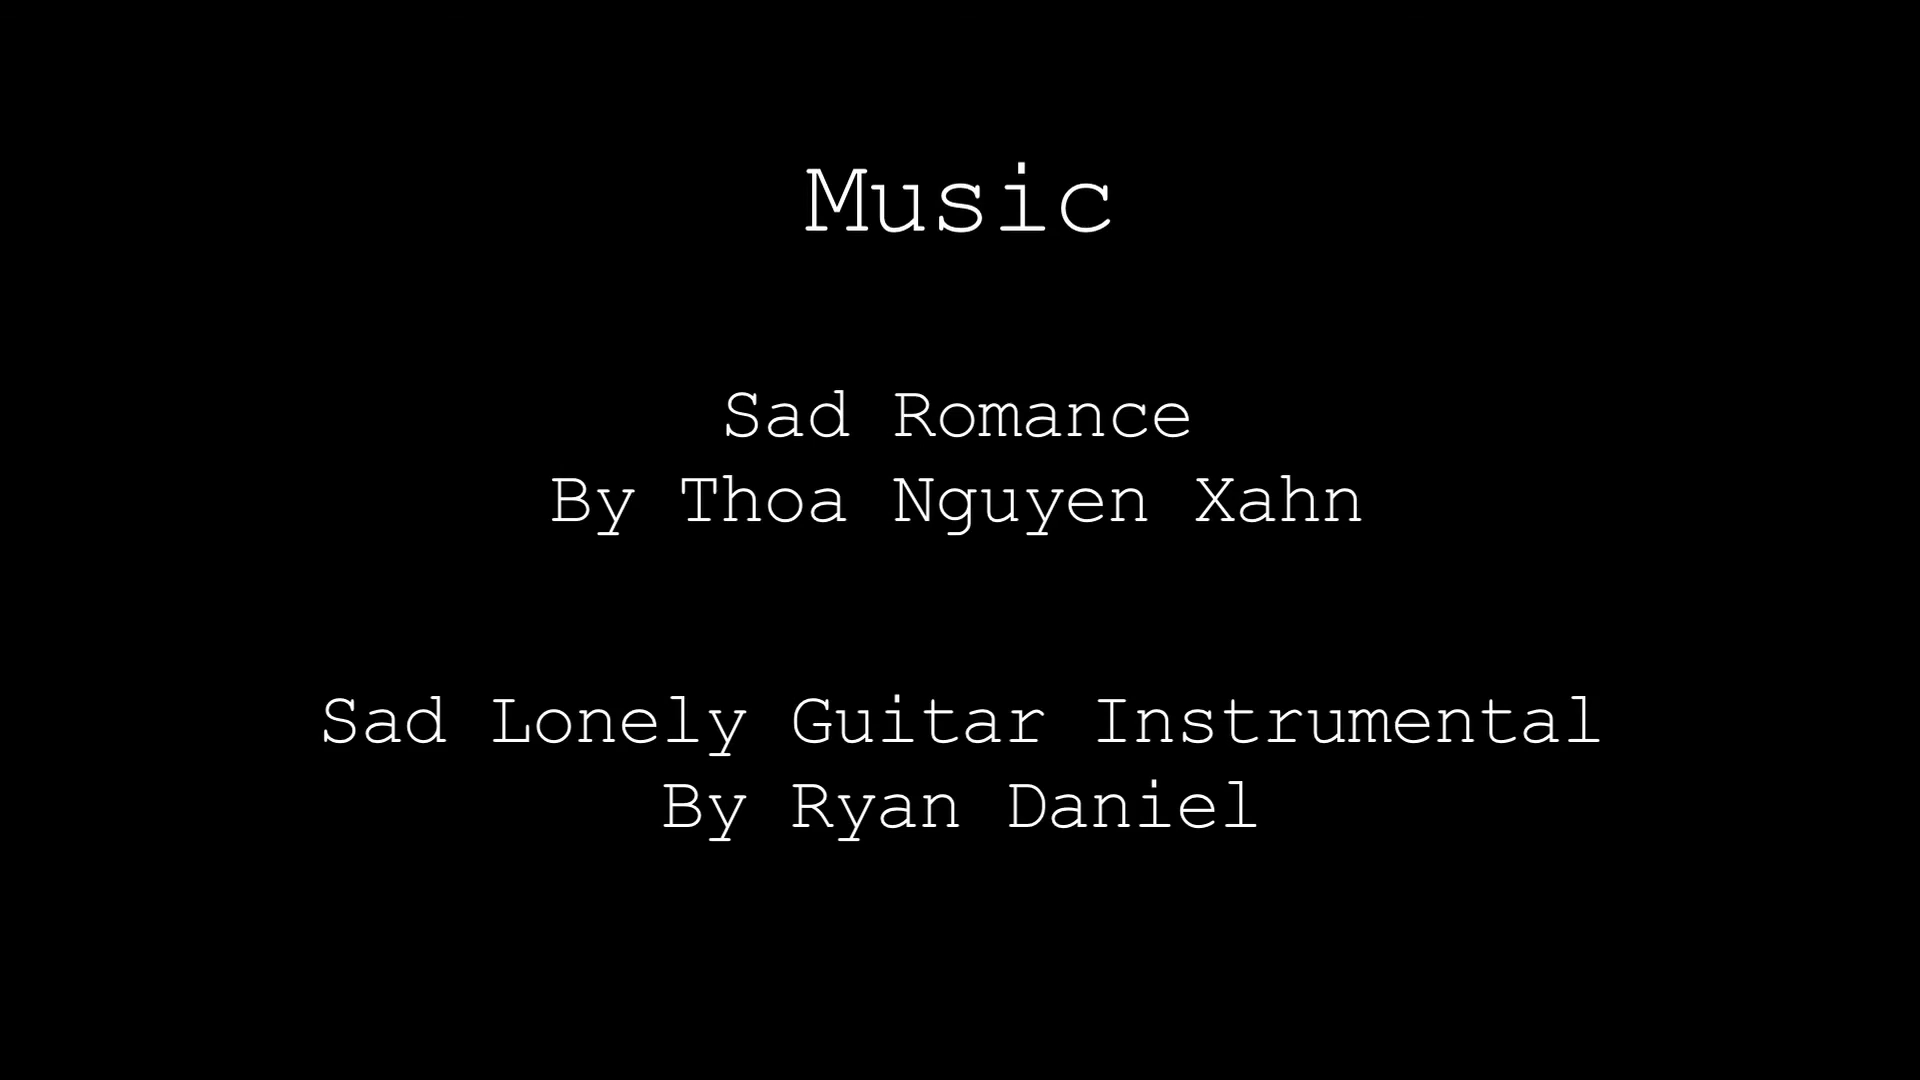 Music
Sad Romance
By Thoa Nguyen Xahn
Sad Lonely Guitar Instrumental
By Ryan Daniel